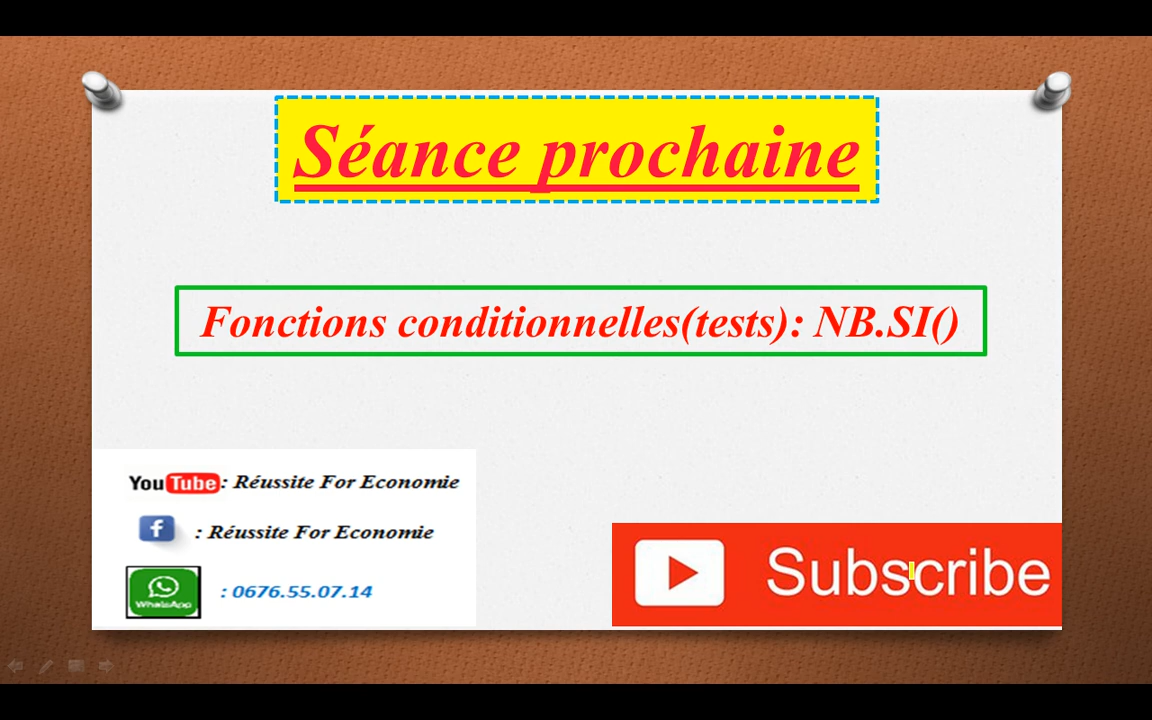 Séance prochaine
Fonctions conditionnelles(tests): NB.SI()
YouTube : Réussite For Economie
f : Réussite For Economie
WhatsApp : 0676.55.07.14
Subscribe